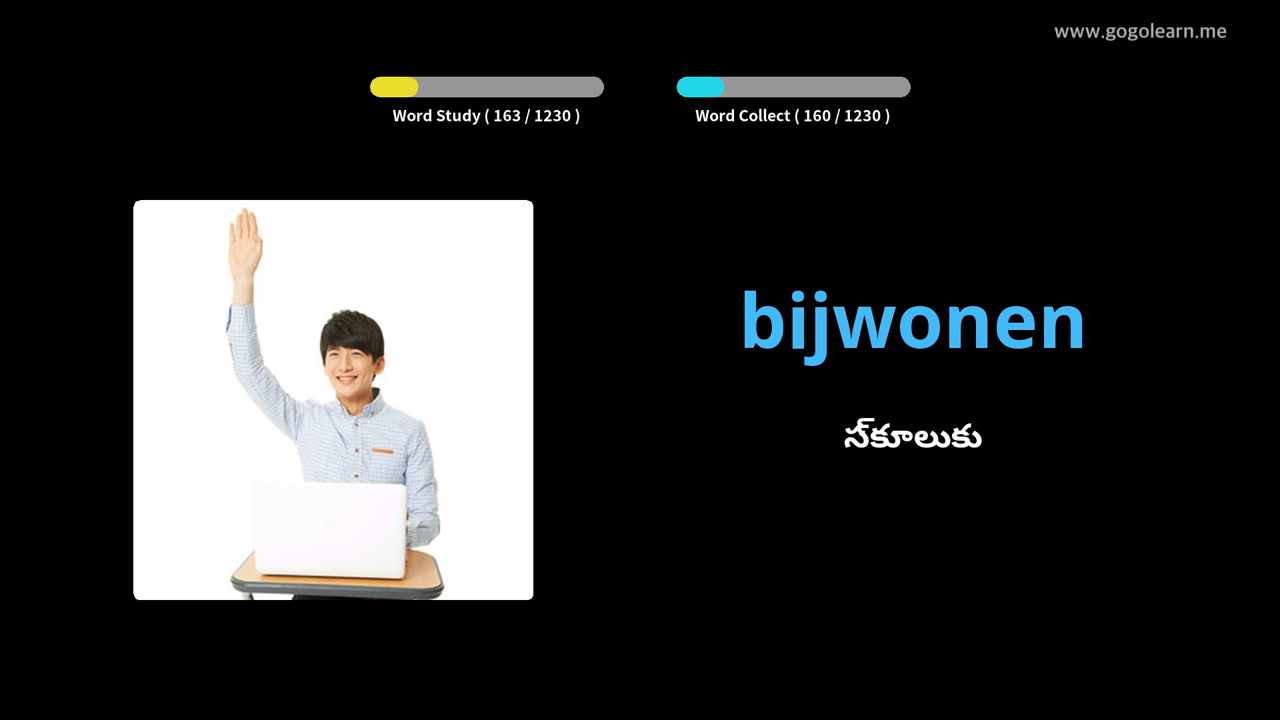 www.gogolearn.me
Word Study ( 163 / 1230 )
Word Collect ( 160 / 1230 )
bijwonen
స్‌కూలుకు